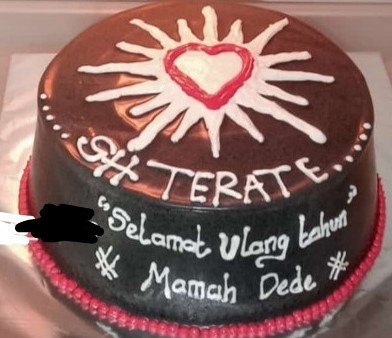 SH TERATE
"Selamat Ulang tahun"
# Mamah Dede #